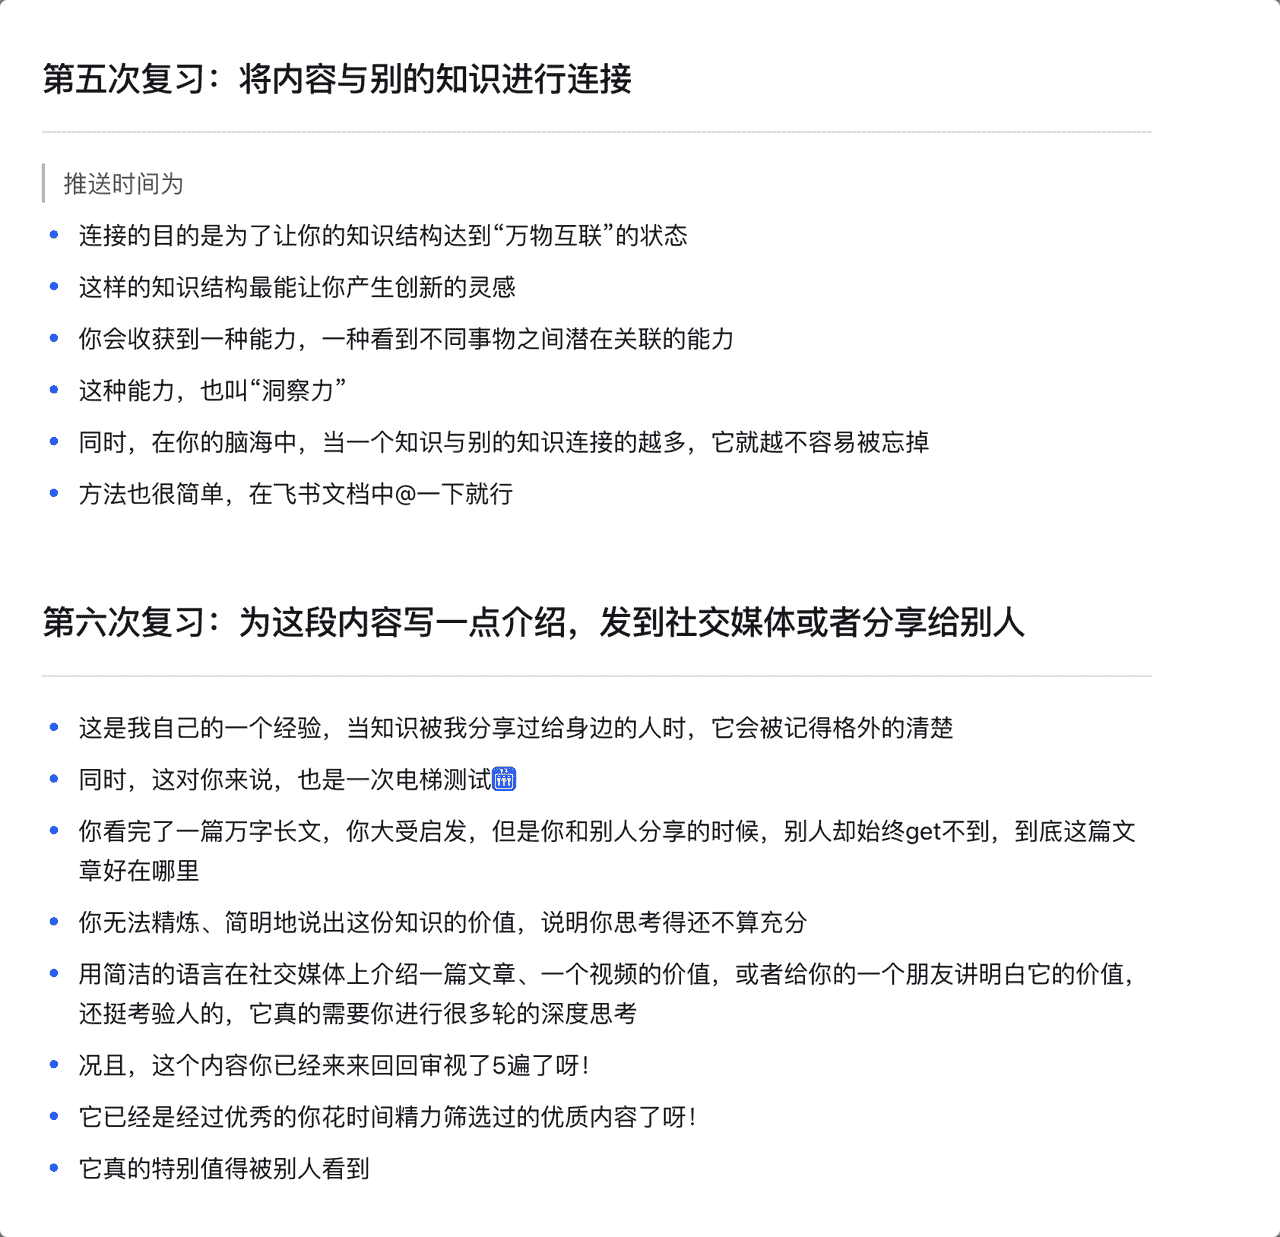 第五次复习：将内容与别的知识进行连接
推送时间为
连接的目的是为了让你的知识结构达到“万物互联”的状态
这样的知识结构最能让你产生创新的灵感
你会收获到一种能力，一种看到不同事物之间潜在关联的能力
这种能力，也叫“洞察力”
同时，在你的脑海中，当一个知识与别的知识连接的越多，它就越不容易被忘掉
方法也很简单，在飞书文档中@一下就行
第六次复习：为这段内容写一点介绍，发到社交媒体或者分享给别人
这是我自己的一个经验，当知识被我分享过给身边的人时，它会被记得格外的清楚
同时，这对你来说，也是一次电梯测试🛗
你看完了一篇万字长文，你大受启发，但是你和别人分享的时候，别人却始终get不到，到底这篇文
章好在哪里
你无法精炼、简明地说出这份知识的价值，说明你思考得还不算充分
用简洁的语言在社交媒体上介绍一篇文章、一个视频的价值，或者给你的一个朋友讲明白它的价值，
还挺考验人的，它真的需要你进行很多轮的深度思考
况且，这个内容你已经来来回回审视了5遍了呀！
它已经是经过优秀的你花时间精力筛选过的优质内容了呀！
它真的特别值得被别人看到